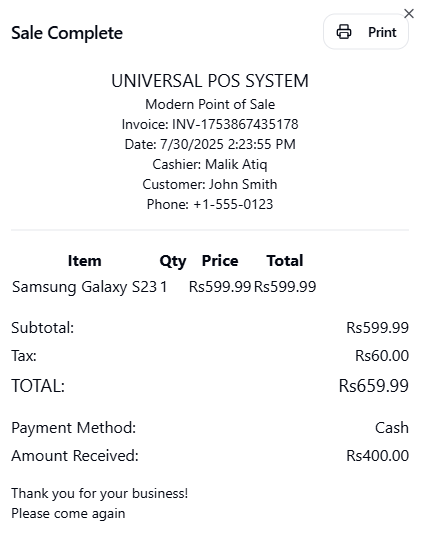 Sale Complete
Print
UNIVERSAL POS SYSTEM
Modern Point of Sale
Invoice: INV-1753867435178
Date: 7/30/2025 2:23:55 PM
Cashier: Malik Atiq
Customer: John Smith
Phone: +1-555-0123
Item Qty Price Total
Samsung Galaxy S23 1 Rs599.99 Rs599.99
Subtotal: Rs599.99
Tax: Rs60.00
TOTAL: Rs659.99
Payment Method: Cash
Amount Received: Rs400.00
Thank you for your business!
Please come again